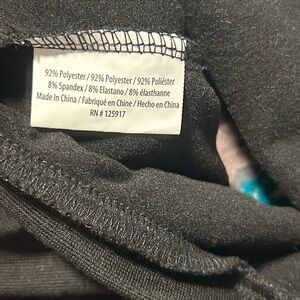 92% Polyester / 92% Polyester / 92% Poliéster
8% Spandex / 8% Elastano / 8% élasthanne
Made In China / Fabriqué en Chine / Hecho en China
RN # 125917